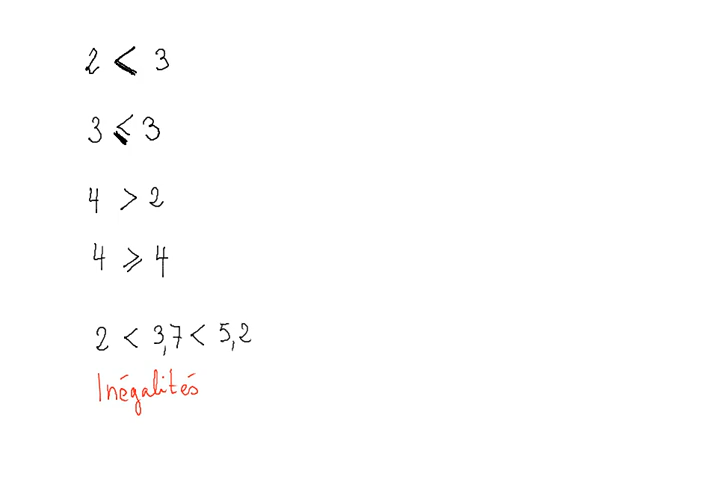 2 < 3
3 ⩽ 3
4 > 2
4 ⩾ 4
2 < 3,7 < 5,2
Inégalités